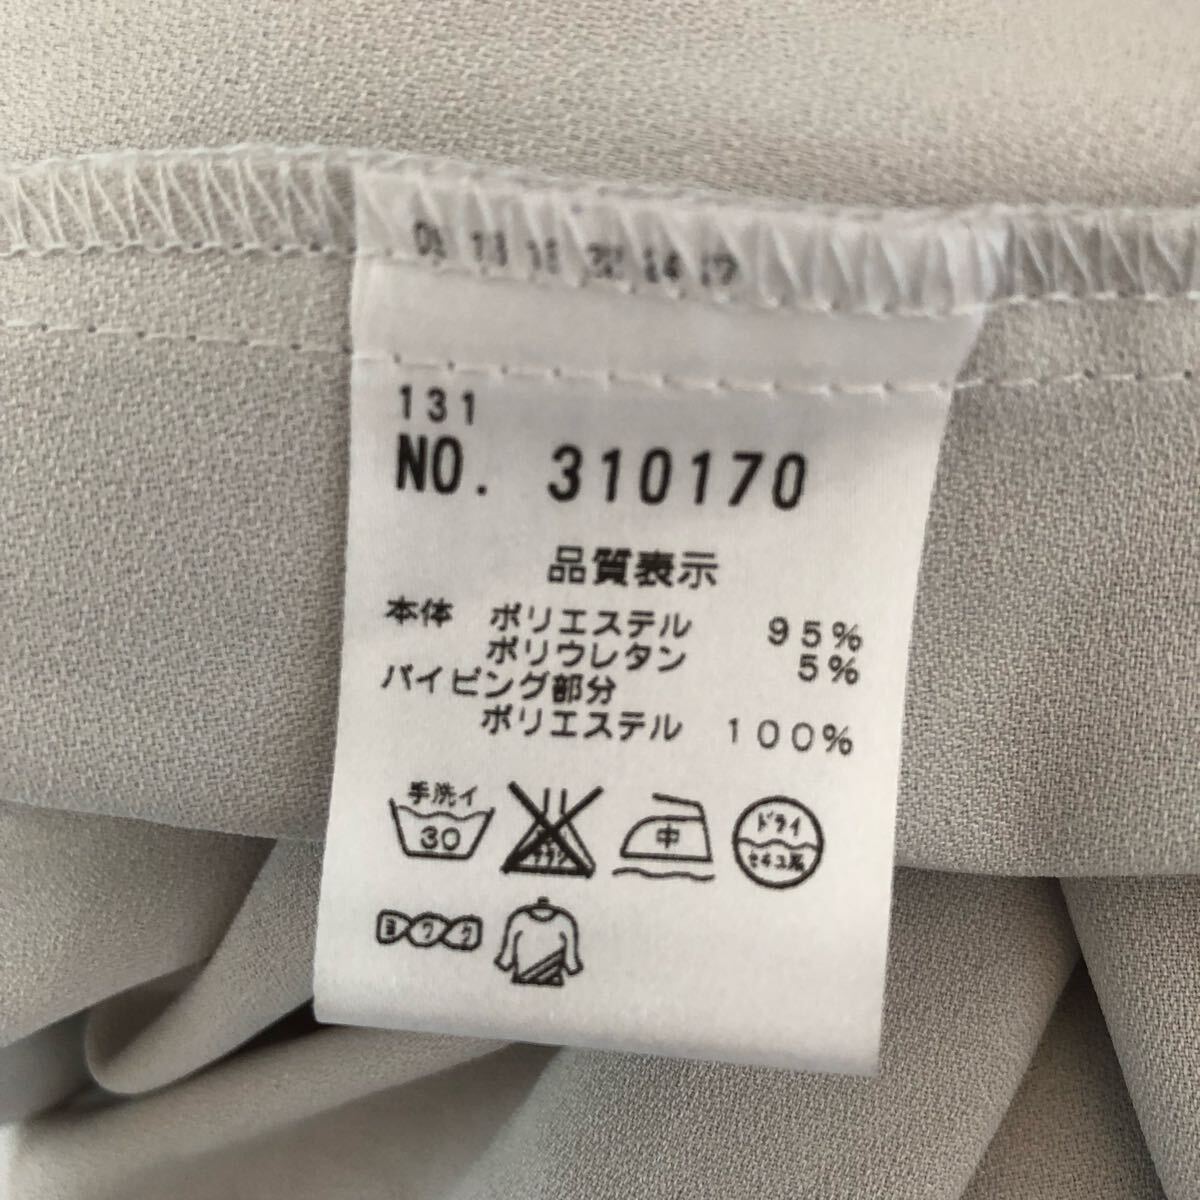 131
NO. 310170
品質表示
本体 ポリエステル 95%
ポリウレタン 5%
パイピング部分
ポリエステル 100%
手洗イ
30
中
ドライ
セキユ系
ヨワク